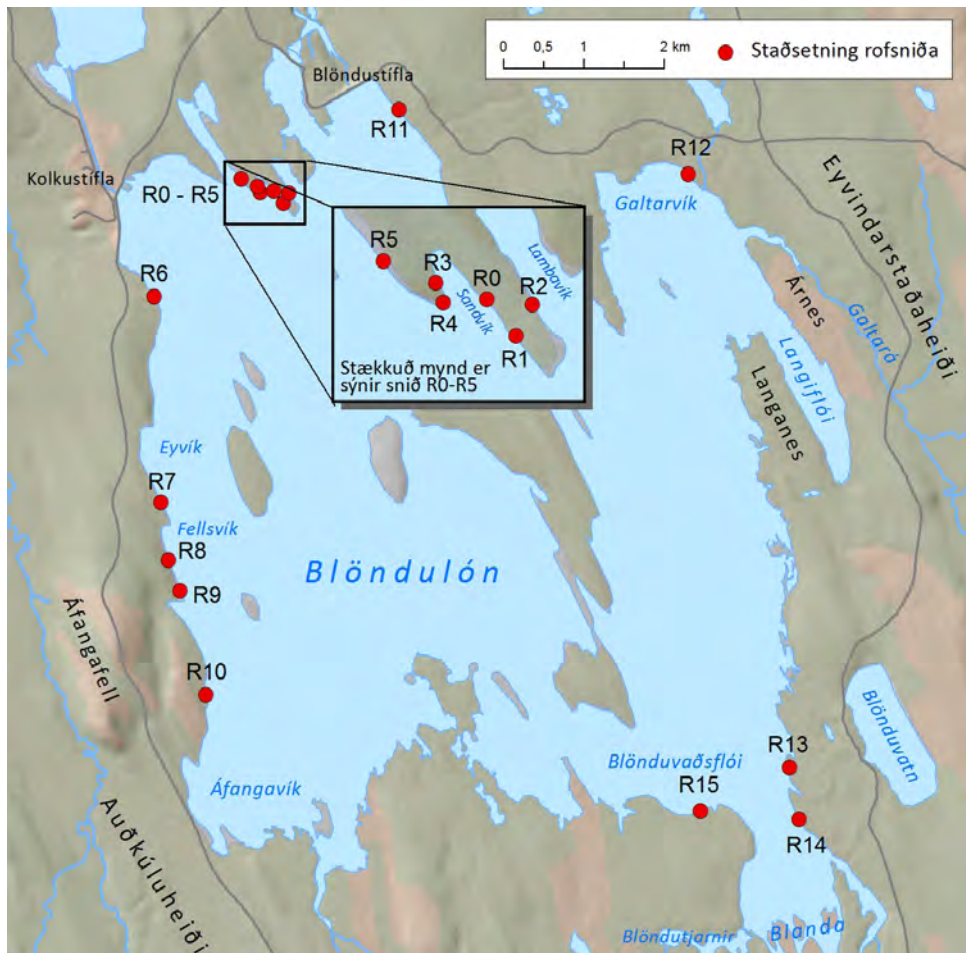 0 0,5 1 2 km
Staðsetning rofsniða
Blöndustífla
R11
R12
Kolkustífla
R0 - R5
Galtarvík
Eyvindarstaðaheiði
R5
R3
R0
Lambavík
R2
R4
Sandvík
R1
Stækkuð mynd er
sýnir snið R0-R5
R6
Árnes
Galtará
Langiflói
Langanes
Eyvík
R7
Fellsvík
R8
Blöndulón
R9
Áfangafell
R10
Blönduvatn
R13
Blönduvaðsflói
R15
Áfangavík
R14
Auðkúluheiði
Blöndutjarnir
Blanda